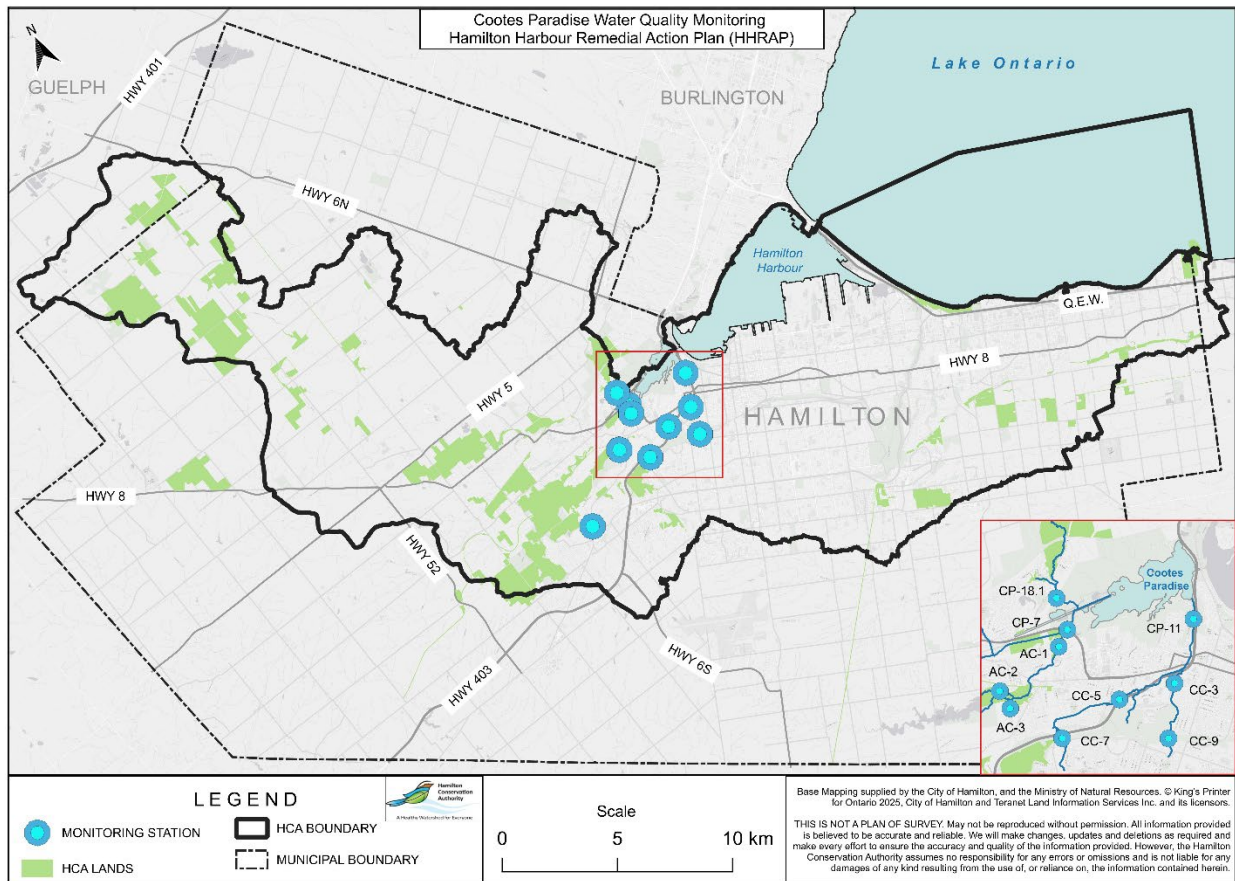 Cootes Paradise Water Quality Monitoring
Hamilton Harbour Remedial Action Plan (HHRAP)
N
GUELPH
HWY 401
BURLINGTON
Lake Ontario
HWY 6N
Hamilton
Harbour
Q.E.W.
HWY 5
HWY 8
HAMILTON
HWY 8
HWY 52
HWY 403
HWY 6S
Cootes
Paradise
CP-18.1
CP-7
CP-11
AC-1
AC-2
AC-3
CC-5
CC-3
CC-7
CC-9
LEGEND
Hamilton
Conservation
Authority
A Healthy Watershed for Everyone
MONITORING STATION
HCA BOUNDARY
HCA LANDS
MUNICIPAL BOUNDARY
Scale
0 5 10 km
Base Mapping supplied by the City of Hamilton, and the Ministry of Natural Resources. © King's Printer
for Ontario 2025, City of Hamilton and Teranet Land Information Services Inc. and its licensors.
THIS IS NOT A PLAN OF SURVEY. May not be reproduced without permission. All information provided
is believed to be accurate and reliable. We will make changes, updates and deletions as required and
make every effort to ensure the accuracy and quality of the information provided. However, the Hamilton
Conservation Authority assumes no responsibility for any errors or omissions and is not liable for any
damages of any kind resulting from the use of, or reliance on, the information contained herein.